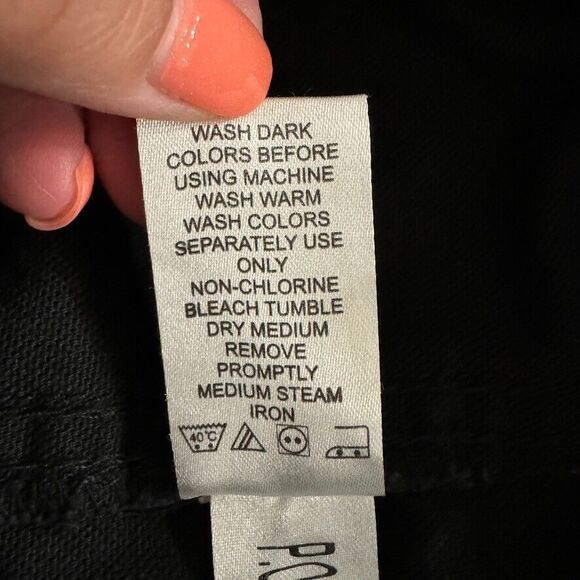 WASH DARK
COLORS BEFORE
USING MACHINE
WASH WARM
WASH COLORS
SEPARATELY USE
ONLY
NON-CHLORINE
BLEACH TUMBLE
DRY MEDIUM
REMOVE
PROMPTLY
MEDIUM STEAM
IRON
40°C